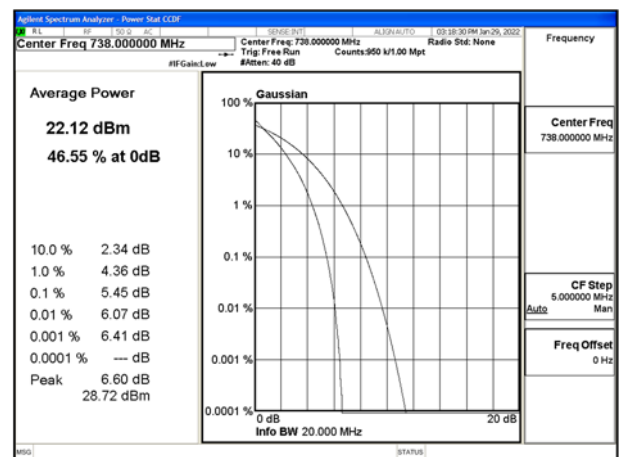 Agilent Spectrum Analyzer - Power Stat CCDF
RL RF 50 Ω AC SENSE:INT ALIGN AUTO 03:18:30 PM Jan 29, 2022
Center Freq 738.000000 MHz
Center Freq: 738.000000 MHz Radio Std: None
Trig: Free Run Counts:950 k/1.00 Mpt
#IFGain:Low #Atten: 40 dB
Frequency
Average Power
22.12 dBm
46.55 % at 0dB
10.0 % 2.34 dB
1.0 % 4.36 dB
0.1 % 5.45 dB
0.01 % 6.07 dB
0.001 % 6.41 dB
0.0001 % --- dB
Peak 6.60 dB
28.72 dBm
Gaussian
100 %
10 %
1 %
0.1 %
0.01 %
0.001 %
0.0001 %
0 dB 20 dB
Info BW 20.000 MHz
Center Freq
738.000000 MHz
CF Step
5.000000 MHz
Auto Man
Freq Offset
0 Hz
MSG STATUS